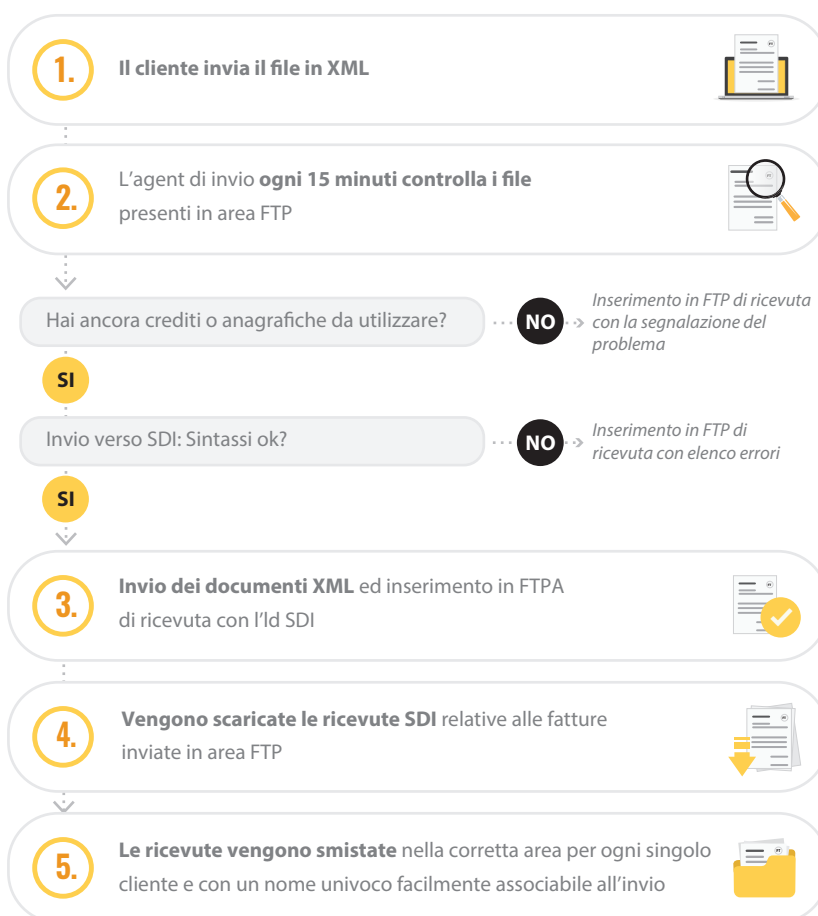 1.
Il cliente invia il file in XML
2.
L'agent di invio ogni 15 minuti controlla i file
presenti in area FTP
Hai ancora crediti o anagrafiche da utilizzare?
NO
Inserimento in FTP di ricevuta
con la segnalazione del
problema
SI
Invio verso SDI: Sintassi ok?
NO
Inserimento in FTP di
ricevuta con elenco errori
SI
3.
Invio dei documenti XML ed inserimento in FTPA
di ricevuta con l'Id SDI
4.
Vengono scaricate le ricevute SDI relative alle fatture
inviate in area FTP
5.
Le ricevute vengono smistate nella corretta area per ogni singolo
cliente e con un nome univoco facilmente associabile all'invio